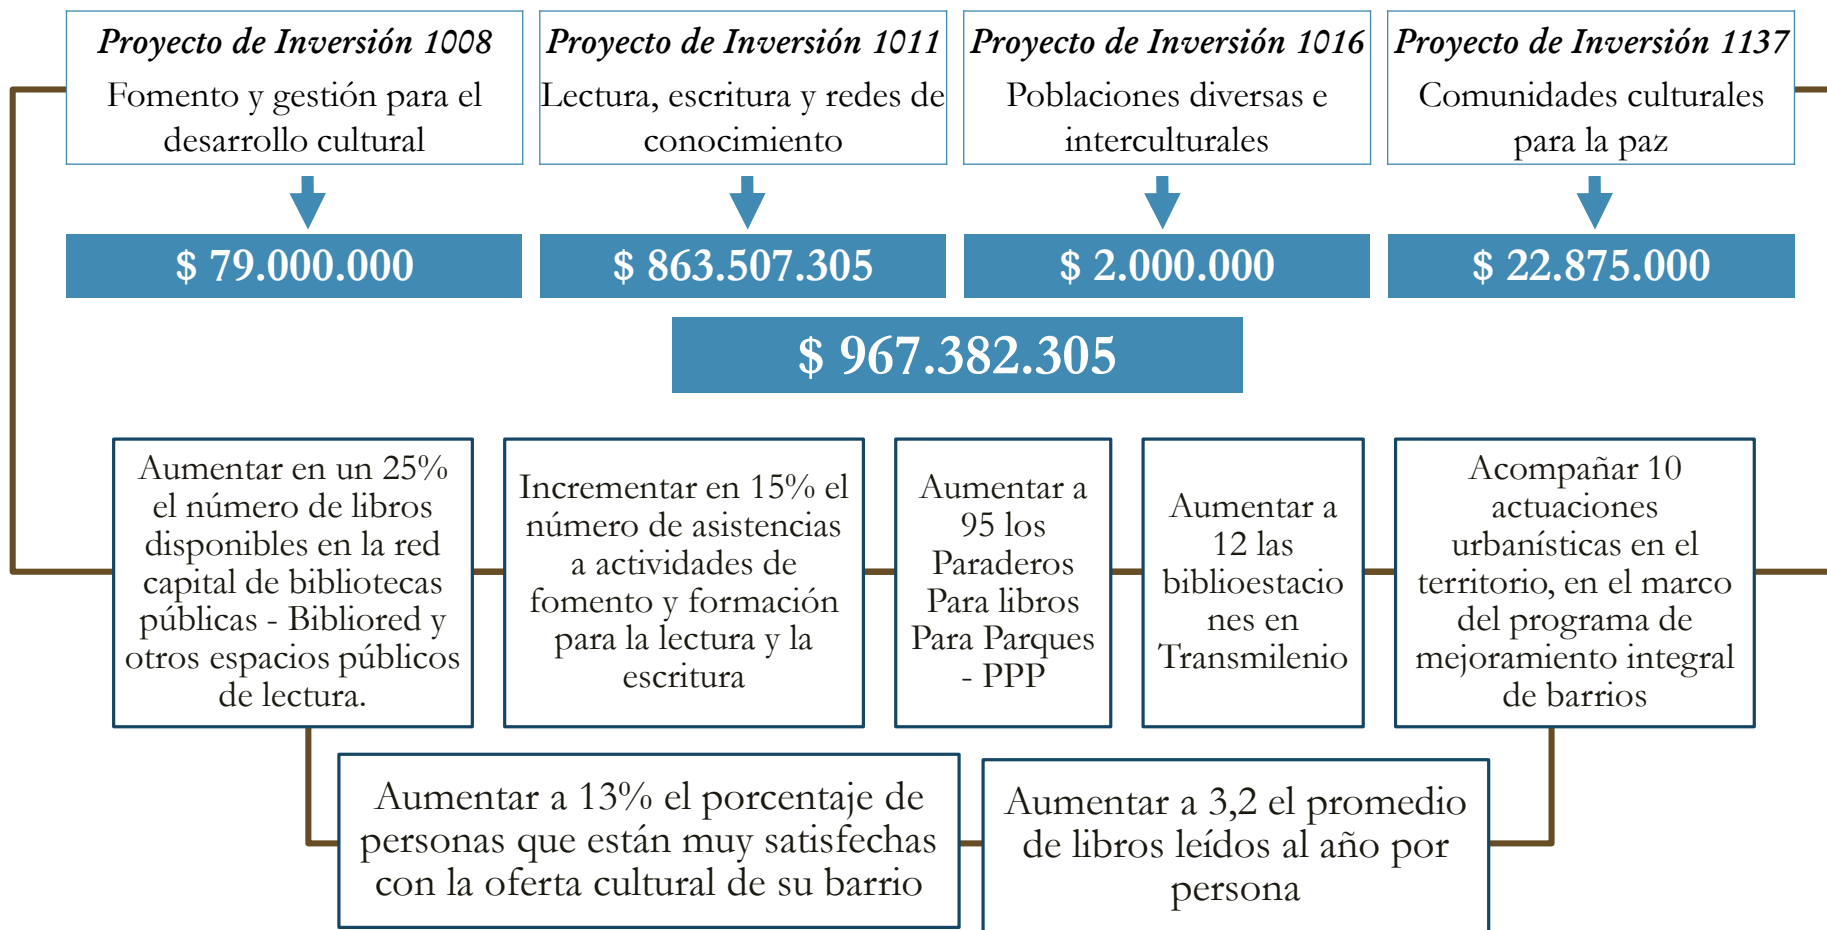 Proyecto de Inversión 1008
Fomento y gestión para el
desarrollo cultural
Proyecto de Inversión 1011
Lectura, escritura y redes de
conocimiento
Proyecto de Inversión 1016
Poblaciones diversas e
interculturales
Proyecto de Inversión 1137
Comunidades culturales
para la paz
$ 79.000.000
$ 863.507.305
$ 2.000.000
$ 22.875.000
$ 967.382.305
Aumentar en un 25%
el número de libros
disponibles en la red
capital de bibliotecas
públicas - Bibliored y
otros espacios públicos
de lectura.
Incrementar en 15% el
número de asistencias
a actividades de
fomento y formación
para la lectura y la
escritura
Aumentar a
95 los
Paraderos
Para libros
Para Parques
- PPP
Aumentar a
12 las
biblioestacio
nes en
Transmilenio
Acompañar 10
actuaciones
urbanísticas en el
territorio, en el marco
del programa de
mejoramiento integral
de barrios
Aumentar a 13% el porcentaje de
personas que están muy satisfechas
con la oferta cultural de su barrio
Aumentar a 3,2 el promedio
de libros leídos al año por
persona